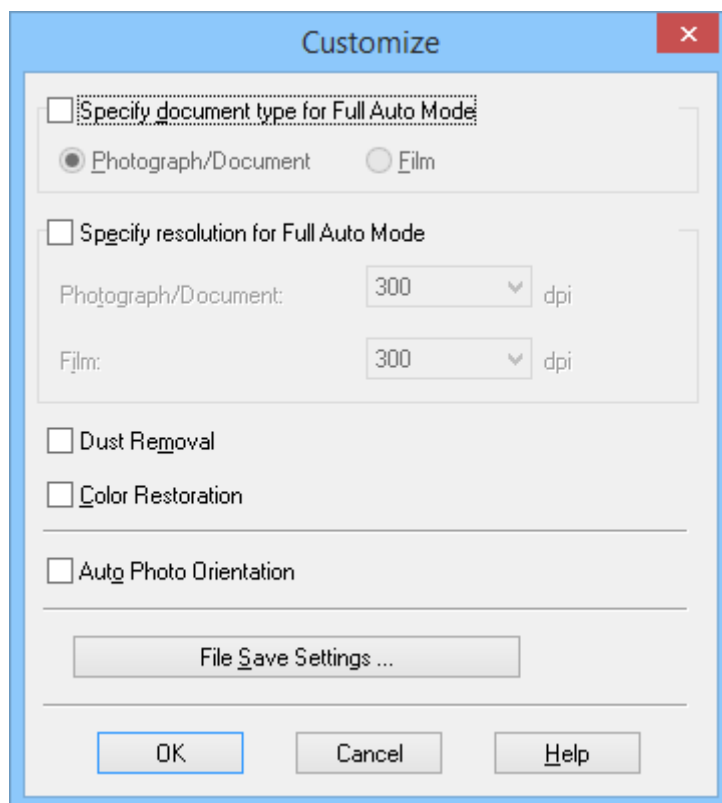 Customize
Specify document type for Full Auto Mode
Photograph/Document Film
Specify resolution for Full Auto Mode
Photograph/Document: 300 dpi
Film: 300 dpi
Dust Removal
Color Restoration
Auto Photo Orientation
File Save Settings ...
OK Cancel Help